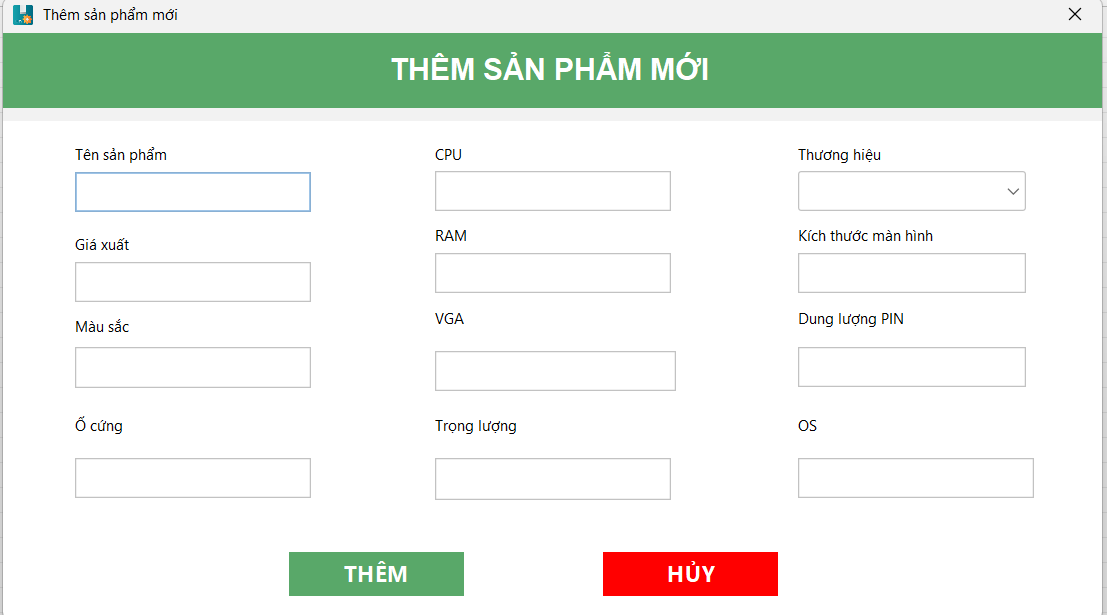 Thêm sản phẩm mới
THÊM SẢN PHẨM MỚI
Tên sản phẩm
CPU
Thương hiệu
Giá xuất
RAM
Kích thước màn hình
Màu sắc
VGA
Dung lượng PIN
Ổ cứng
Trọng lượng
OS
THÊM
HỦY